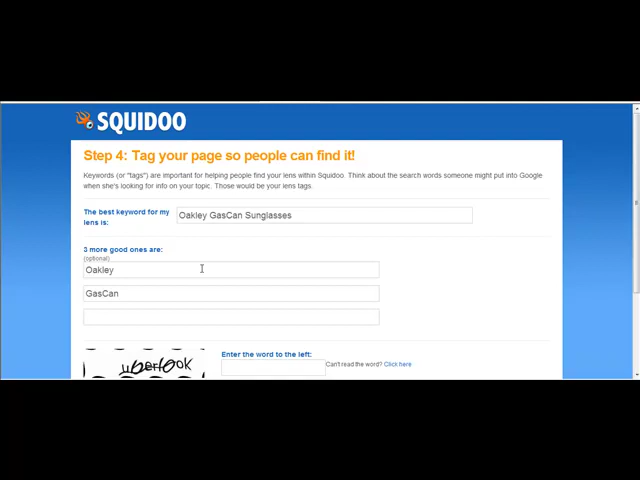 SQUIDOO
Step 4: Tag your page so people can find it!
Keywords (or "tags") are important for helping people find your lens within Squidoo. Think about the search words someone might put into Google
when she's looking for info on your topic. Those would be your lens tags.
The best keyword for my
lens is:
Oakley GasCan Sunglasses
3 more good ones are:
(optional)
Oakley
GasCan
Enter the word to the left:
Can't read the word? Click here